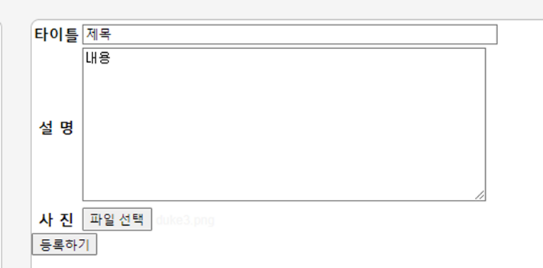 타이틀 제목
내용
설 명
사 진 파일 선택 duke3.png
등록하기